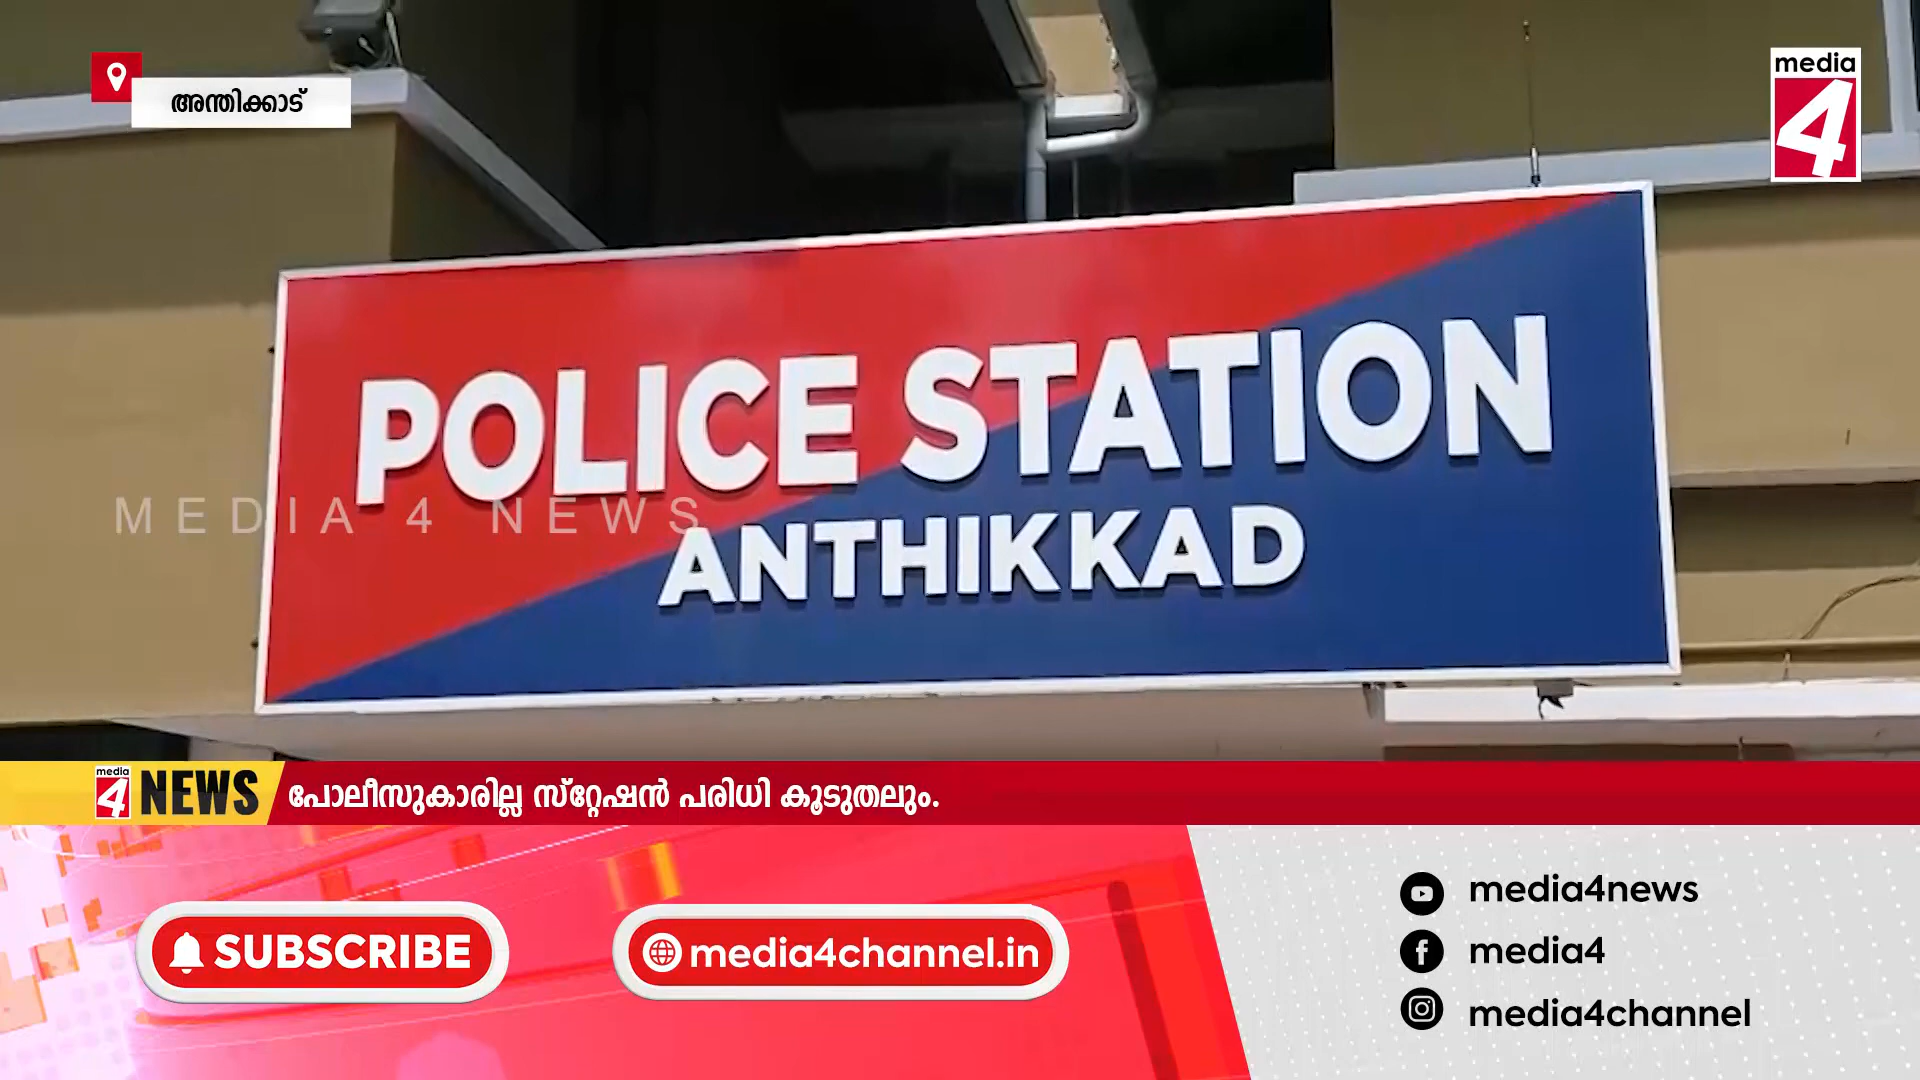 അന്തിക്കാട്
media
4
POLICE STATION
ANTHIKKAD
MEDIA 4 NEWS
media
4 NEWS
പോലീസുകാരില്ല സ്റ്റേഷൻ പരിധി കൂടുതലും.
SUBSCRIBE
media4channel.in
media4news
media4
media4channel